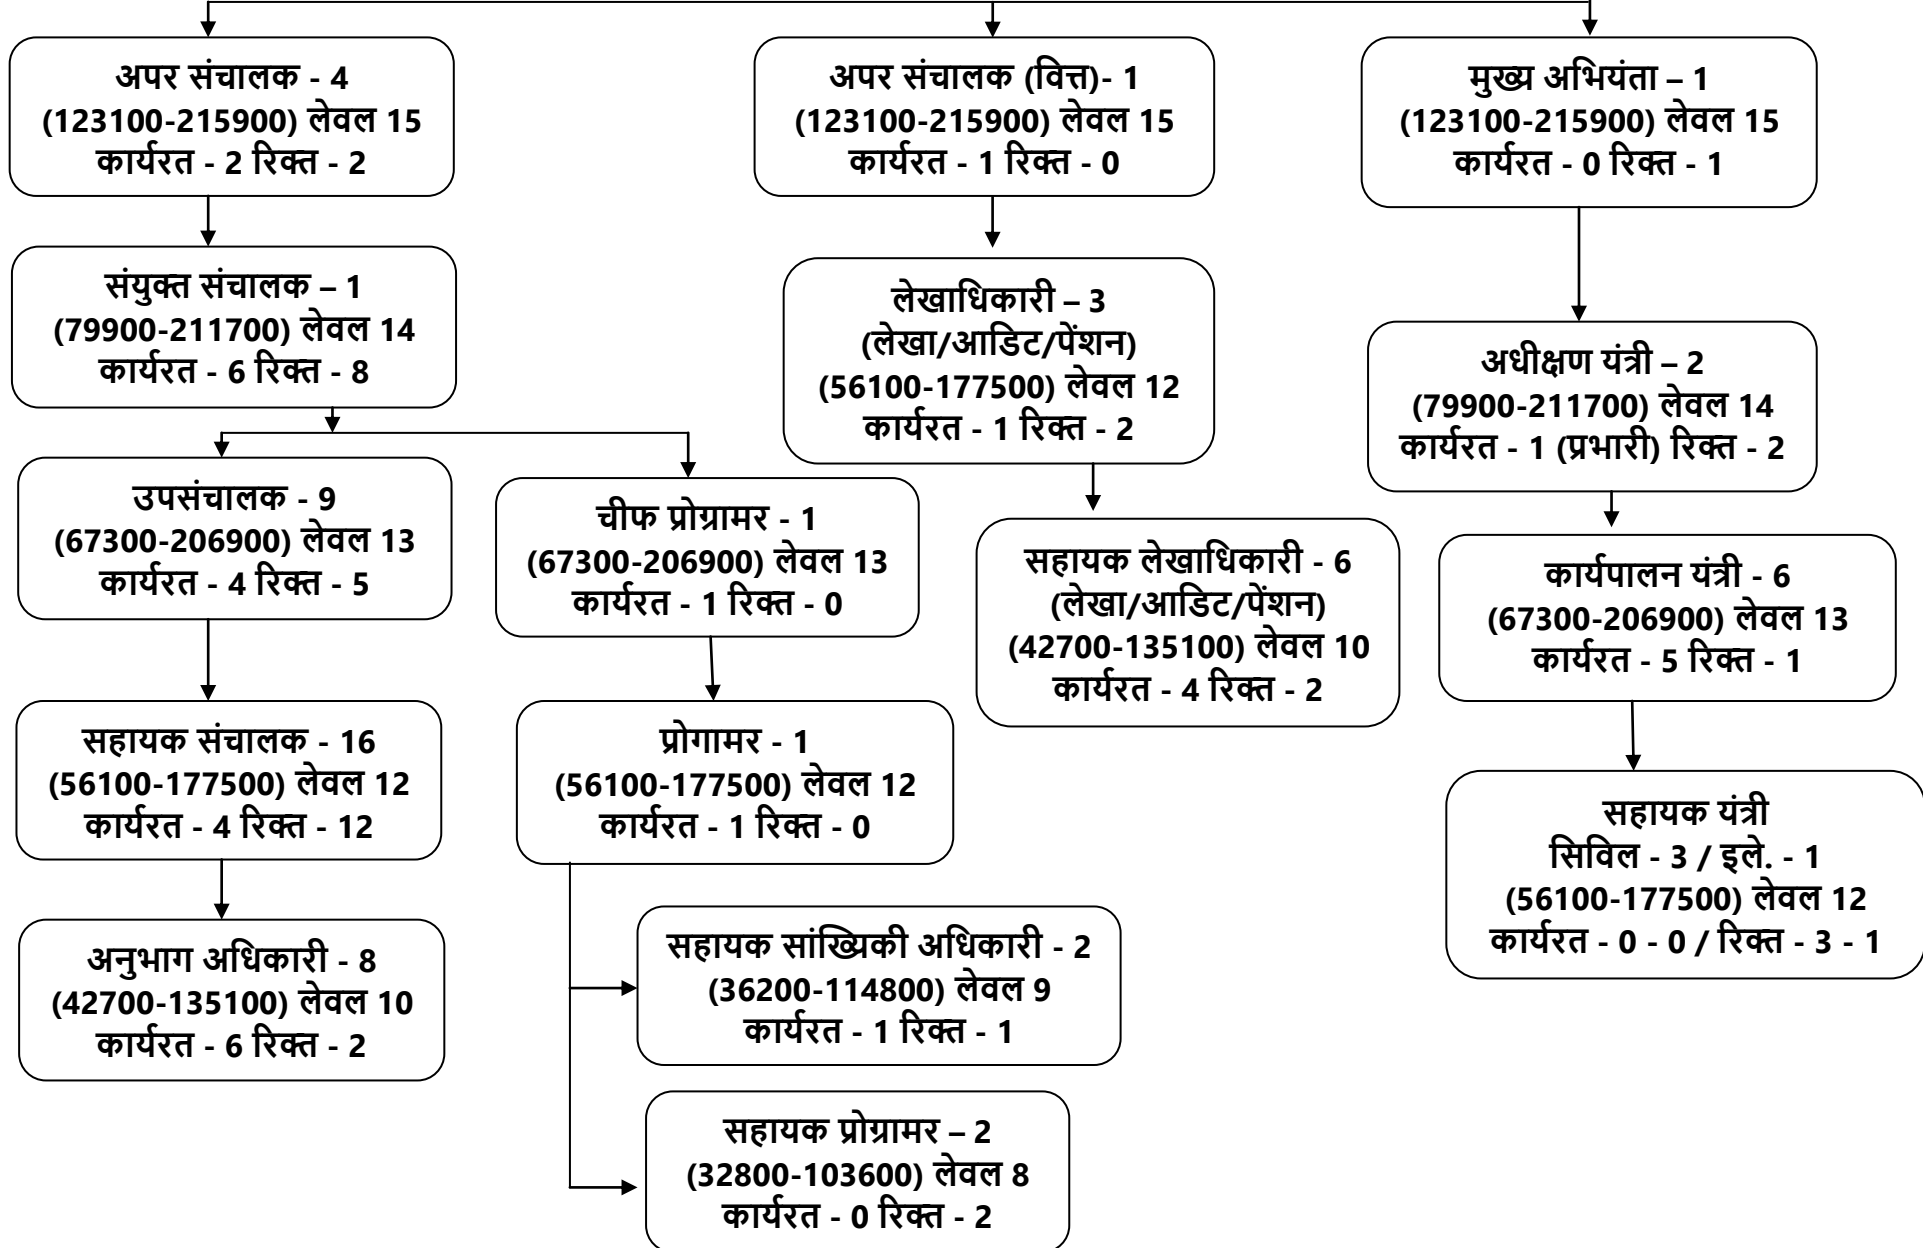 अपर संचालक - 4
(123100-215900) लेवल 15
कार्यरत - 2 रिक्त - 2
अपर संचालक (वित्त)- 1
(123100-215900) लेवल 15
कार्यरत - 1 रिक्त - 0
मुख्य अभियंता – 1
(123100-215900) लेवल 15
कार्यरत - 0 रिक्त - 1
संयुक्त संचालक – 1
(79900-211700) लेवल 14
कार्यरत - 6 रिक्त - 8
लेखाधिकारी – 3
(लेखा/आडिट/पेंशन)
(56100-177500) लेवल 12
कार्यरत - 1 रिक्त - 2
अधीक्षण यंत्री – 2
(79900-211700) लेवल 14
कार्यरत - 1 (प्रभारी) रिक्त - 2
उपसंचालक - 9
(67300-206900) लेवल 13
कार्यरत - 4 रिक्त - 5
चीफ प्रोग्रामर - 1
(67300-206900) लेवल 13
कार्यरत - 1 रिक्त - 0
सहायक लेखाधिकारी - 6
(लेखा/आडिट/पेंशन)
(42700-135100) लेवल 10
कार्यरत - 4 रिक्त - 2
कार्यपालन यंत्री - 6
(67300-206900) लेवल 13
कार्यरत - 5 रिक्त - 1
सहायक संचालक - 16
(56100-177500) लेवल 12
कार्यरत - 4 रिक्त - 12
प्रोगामर - 1
(56100-177500) लेवल 12
कार्यरत - 1 रिक्त - 0
सहायक यंत्री
सिविल - 3 / इले. - 1
(56100-177500) लेवल 12
कार्यरत - 0 - 0 / रिक्त - 3 - 1
अनुभाग अधिकारी - 8
(42700-135100) लेवल 10
कार्यरत - 6 रिक्त - 2
सहायक सांख्यिकी अधिकारी - 2
(36200-114800) लेवल 9
कार्यरत - 1 रिक्त - 1
सहायक प्रोग्रामर – 2
(32800-103600) लेवल 8
कार्यरत - 0 रिक्त - 2